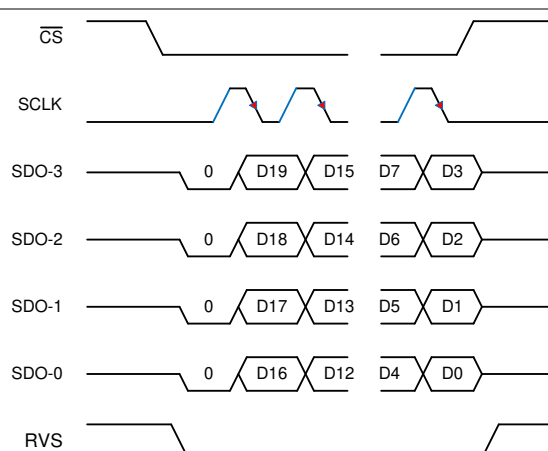 CS
SCLK
SDO-3 0 D19 D15 D7 D3
SDO-2 0 D18 D14 D6 D2
SDO-1 0 D17 D13 D5 D1
SDO-0 0 D16 D12 D4 D0
RVS